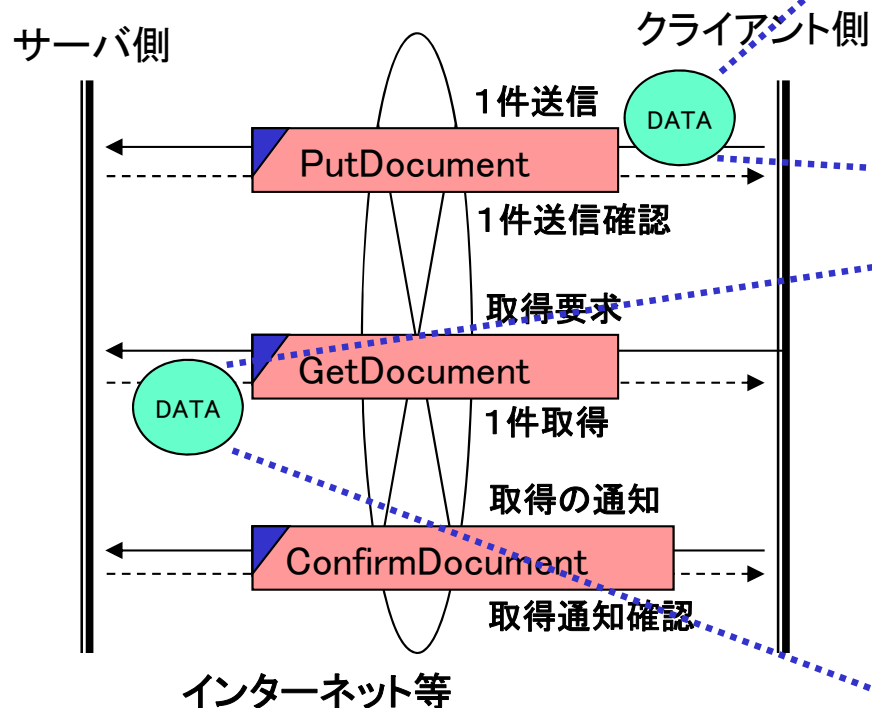 サーバ側
クライアント側
1件送信
DATA
PutDocument
1件送信確認
取得要求
GetDocument
DATA
1件取得
取得の通知
ConfirmDocument
取得通知確認
インターネット等